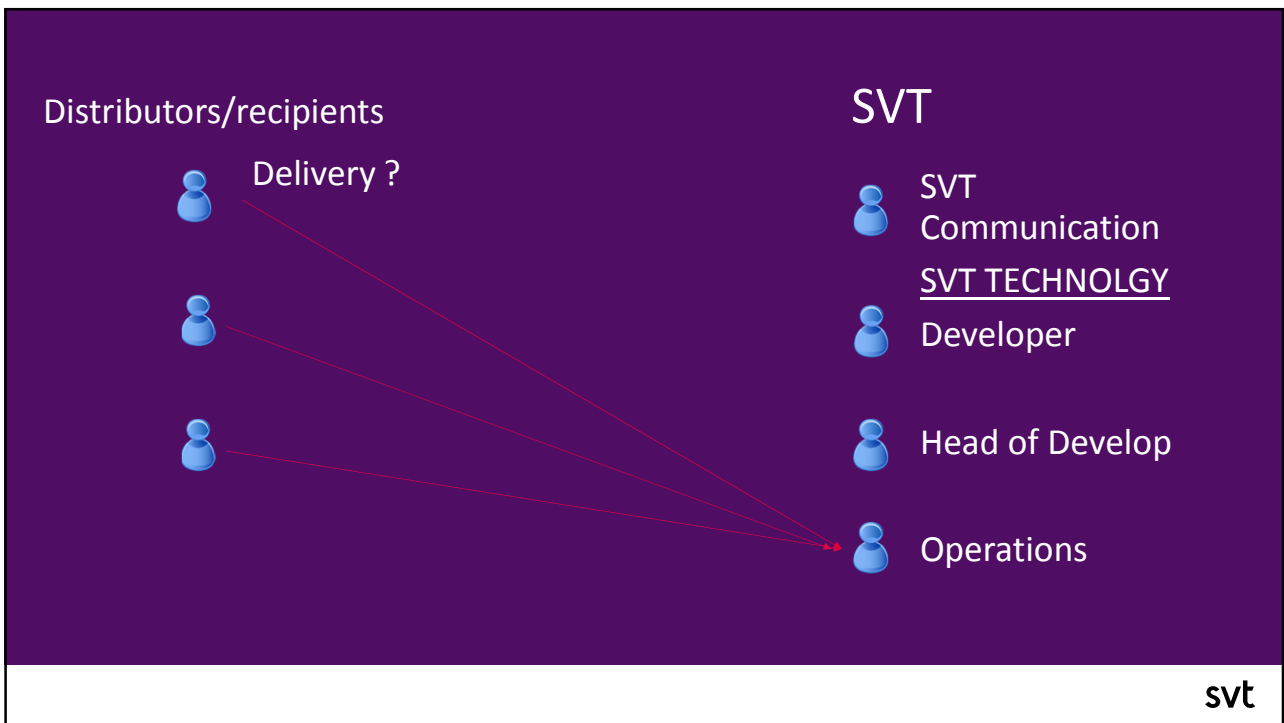 Distributors/recipients
Delivery ?
SVT
SVT
Communication
SVT TECHNOLGY
Developer
Head of Develop
Operations
svt